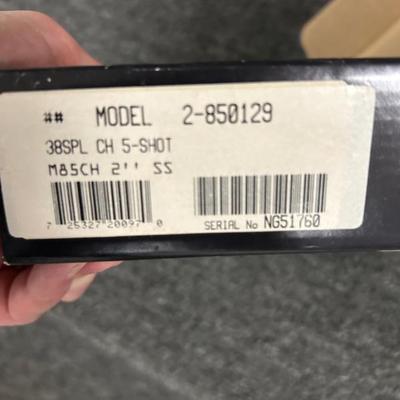 ## MODEL 2-850129
38SPL CH 5-SHOT
M85CH 2'' SS
7 25327 20097 0
SERIAL No NG51760